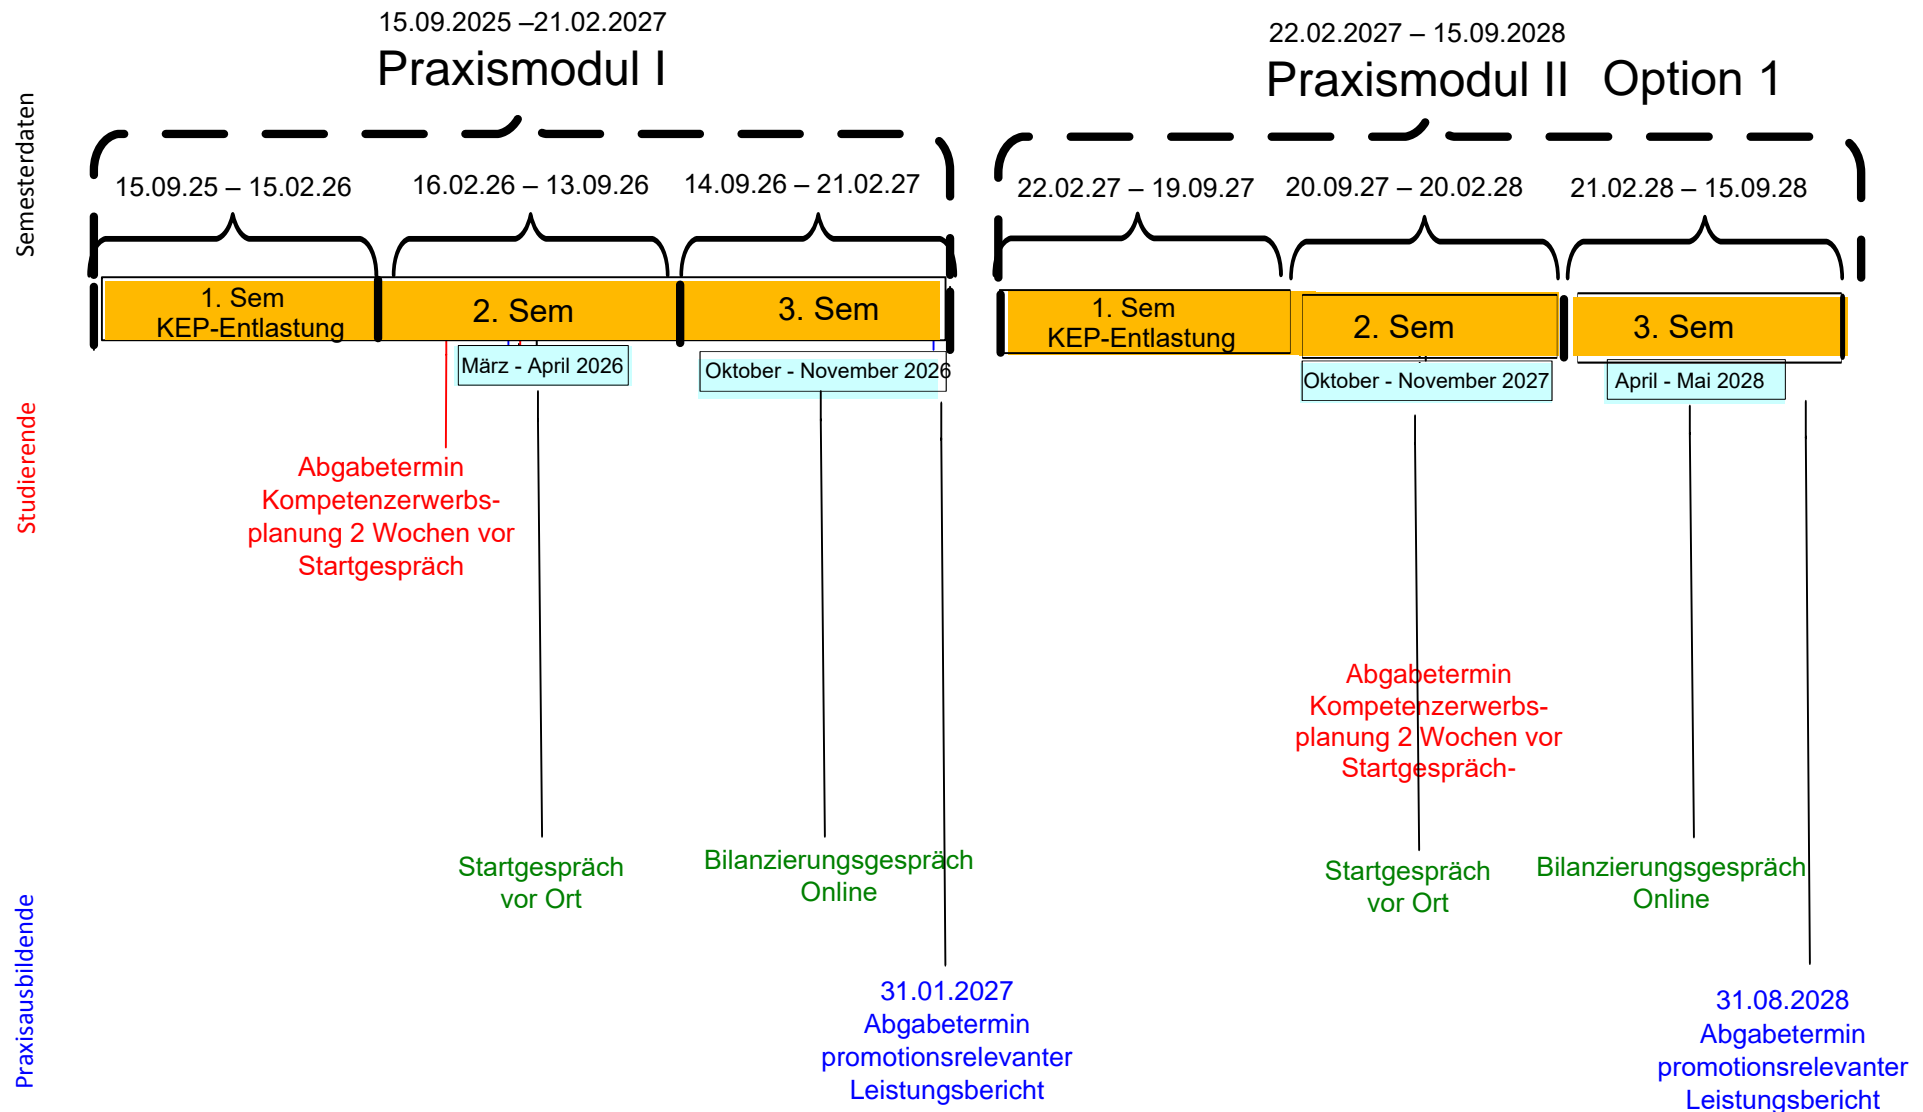 15.09.2025 –21.02.2027
Praxismodul I
22.02.2027 – 15.09.2028
Praxismodul II Option 1
Semesterdaten
15.09.25 – 15.02.26
16.02.26 – 13.09.26
14.09.26 – 21.02.27
22.02.27 – 19.09.27
20.09.27 – 20.02.28
21.02.28 – 15.09.28
1. Sem
KEP-Entlastung
2. Sem
3. Sem
1. Sem
KEP-Entlastung
2. Sem
3. Sem
März - April 2026
Oktober - November 2026
Oktober - November 2027
April - Mai 2028
Studierende
Abgabetermin
Kompetenzerwerbs-
planung 2 Wochen vor
Startgespräch
Abgabetermin
Kompetenzerwerbs-
planung 2 Wochen vor
Startgespräch-
Startgespräch
vor Ort
Bilanzierungsgespräch
Online
Startgespräch
vor Ort
Bilanzierungsgespräch
Online
Praxisausbildende
31.01.2027
Abgabetermin
promotionsrelevanter
Leistungsbericht
31.08.2028
Abgabetermin
promotionsrelevanter
Leistungsbericht